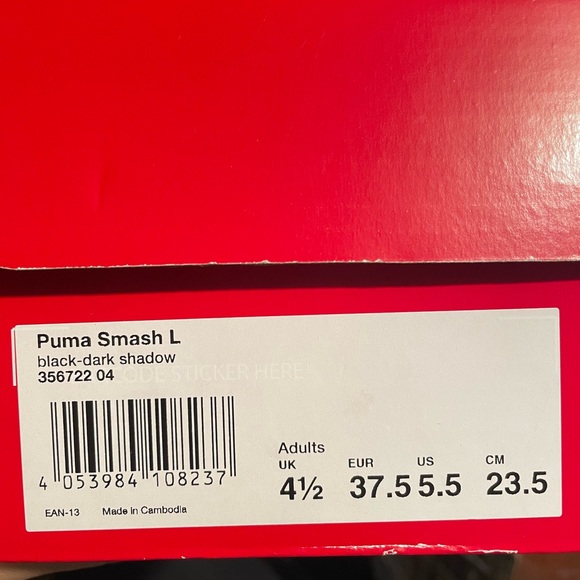 Puma Smash L
black-dark shadow
356722 04
CODE STICKER HERE
4 053984 108237
EAN-13 Made in Cambodia
Adults
UK EUR US CM
4½ 37.5 5.5 23.5